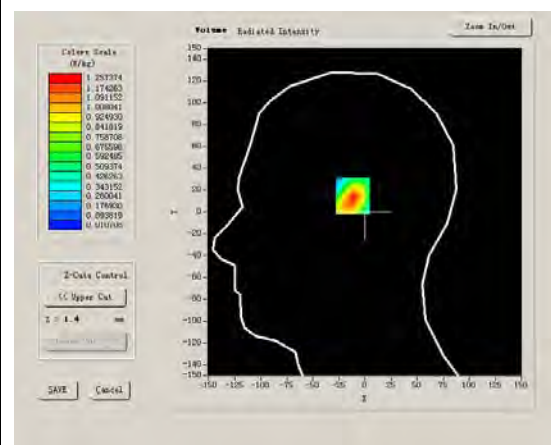 Volume Radiated Intensity
Zoom In/Out
Colors Scale
(W/kg)
1.257374
1.174263
1.091152
1.008041
0.924930
0.841819
0.758708
0.675596
0.592485
0.509374
0.426263
0.343152
0.260041
0.176930
0.093819
0.010708
150
125
100
80
60
40
20
0
-20
-40
-60
-80
-100
-120
-140
-150
Y
-150 -125 -100 -75 -50 -25 0 25 50 75 100 125 150
X
Z-Cuts Control
<< Upper Cut
Z = 1.4 mm
SAVE
Cancel